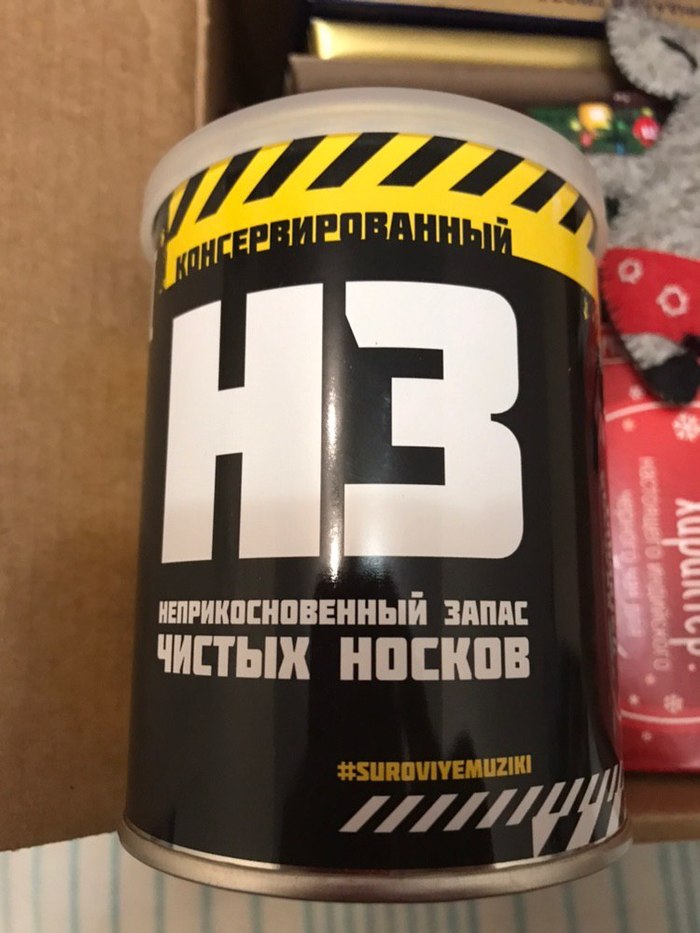 КОНСЕРВИРОВАННЫЙ
НЗ
НЕПРИКОСНОВЕННЫЙ ЗАПАС
ЧИСТЫХ НОСКОВ
#SUROVIYEMUZIKI